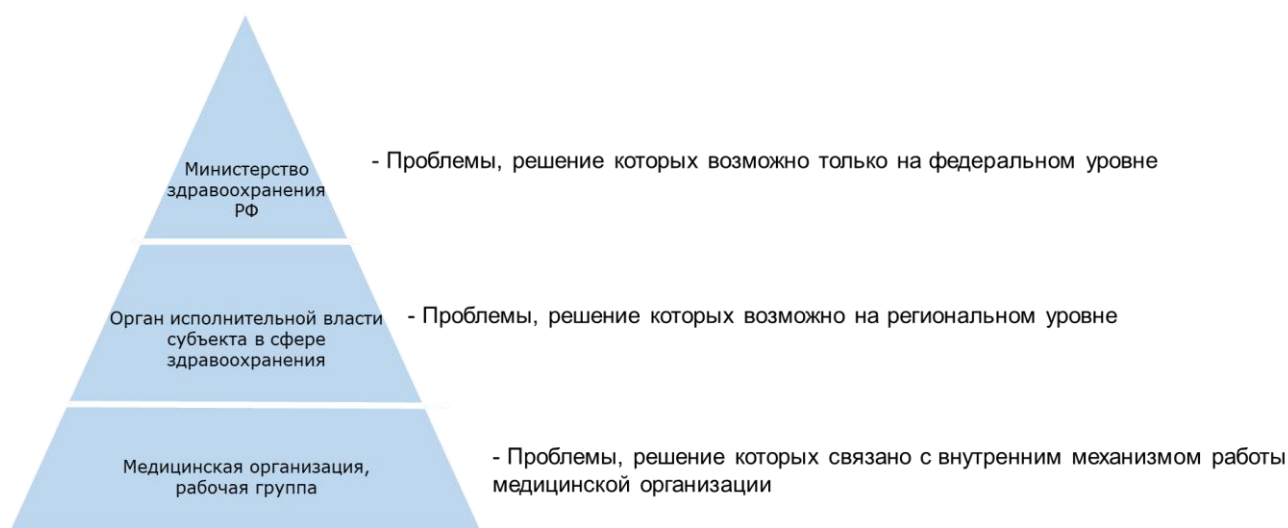 Министерство
здравоохранения
РФ
- Проблемы, решение которых возможно только на федеральном уровне
Орган исполнительной власти
субъекта в сфере
здравоохранения
- Проблемы, решение которых возможно на региональном уровне
Медицинская организация,
рабочая группа
- Проблемы, решение которых связано с внутренним механизмом работы
медицинской организации